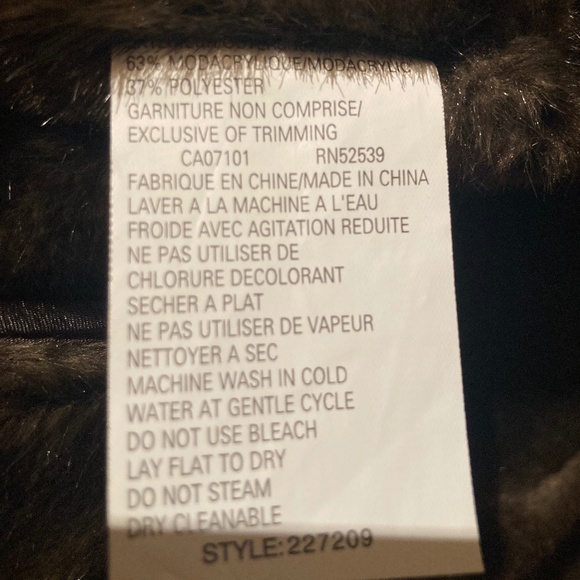 63% MODACRYLIQUE/MODACRYLIC
37% POLYESTER
GARNITURE NON COMPRISE/
EXCLUSIVE OF TRIMMING
CA07101 RN52539
FABRIQUE EN CHINE/MADE IN CHINA
LAVER A LA MACHINE A L'EAU
FROIDE AVEC AGITATION REDUITE
NE PAS UTILISER DE
CHLORURE DECOLORANT
SECHER A PLAT
NE PAS UTILISER DE VAPEUR
NETTOYER A SEC
MACHINE WASH IN COLD
WATER AT GENTLE CYCLE
DO NOT USE BLEACH
LAY FLAT TO DRY
DO NOT STEAM
DRY CLEANABLE
STYLE:227209